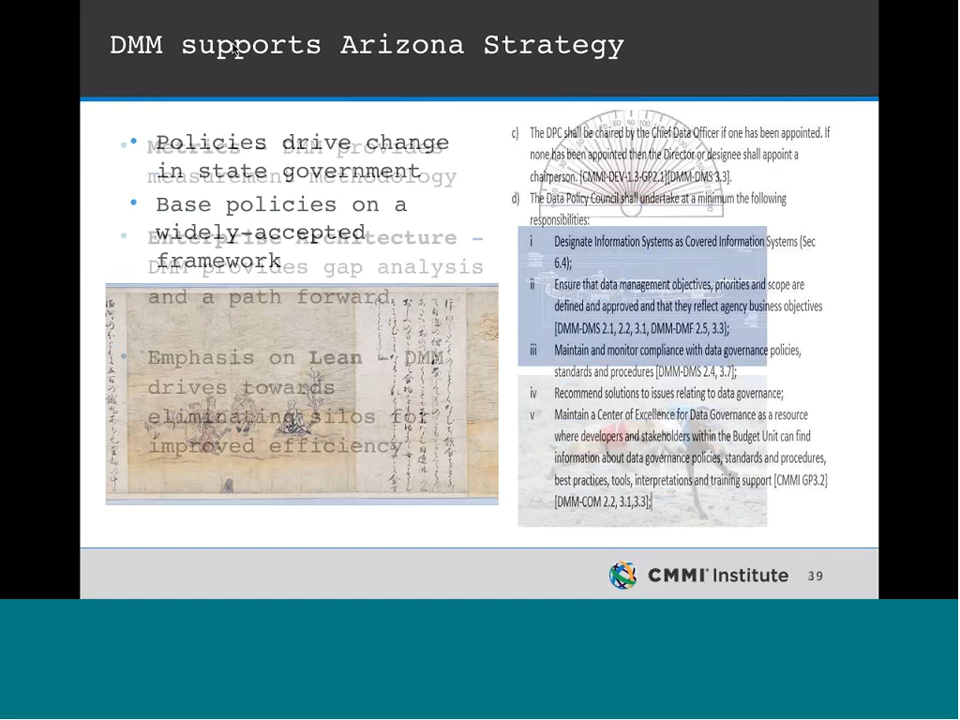 DMM supports Arizona Strategy
• Policies drive change
in state government
• Base policies on a
widely-accepted
framework
• Metrics – DMM provides
measurement methodology
• Enterprise Architecture –
DMM provides gap analysis
and a path forward
• Emphasis on Lean – DMM
drives towards
eliminating silos for
improved efficiency
c) The DPC shall be chaired by the Chief Data Officer if one has been appointed. If
none has been appointed then the Director or designee shall appoint a
chairperson. [CMMI-DEV-1.3-GP2.1][DMM-DMS 3.3].
d) The Data Policy Council shall undertake at a minimum the following
responsibilities:
i Designate Information Systems as Covered Information Systems (Sec
6.4);
ii Ensure that data management objectives, priorities and scope are
defined and approved and that they reflect agency business objectives
[DMM-DMS 2.1, 2.2, 3.1, DMM-DMF 2.5, 3.3];
iii Maintain and monitor compliance with data governance policies,
standards and procedures [DMM-DMS 2.4, 3.7];
iv Recommend solutions to issues relating to data governance;
v Maintain a Center of Excellence for Data Governance as a resource
where developers and stakeholders within the Budget Unit can find
information about data governance policies, standards and procedures,
best practices, tools, interpretations and training support [CMMI GP3.2]
[DMM-COM 2.2, 3.1,3.3];
CMMI Institute
39